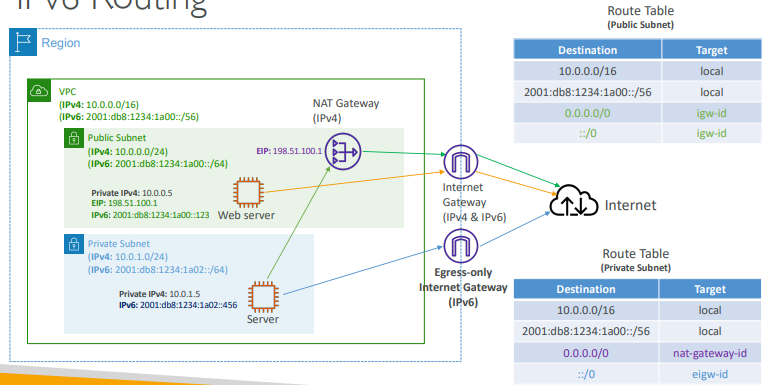 IPv6 Routing
Region
VPC
(IPv4: 10.0.0.0/16)
(IPv6: 2001:db8:1234:1a00::/56)
Public Subnet
(IPv4: 10.0.0.0/24)
(IPv6: 2001:db8:1234:1a00::/64)
Private IPv4: 10.0.0.5
EIP: 198.51.100.1
IPv6: 2001:db8:1234:1a00::123
Web server
NAT Gateway
(IPv4)
EIP: 198.51.100.1
Private Subnet
(IPv4: 10.0.1.0/24)
(IPv6: 2001:db8:1234:1a02::/64)
Private IPv4: 10.0.1.5
IPv6: 2001:db8:1234:1a02::456
Server
Internet
Gateway
(IPv4 & IPv6)
Egress-only
Internet Gateway
(IPv6)
Internet
Route Table
(Public Subnet)
Destination Target
10.0.0.0/16 local
2001:db8:1234:1a00::/56 local
0.0.0.0/0 igw-id
::/0 igw-id
Route Table
(Private Subnet)
Destination Target
10.0.0.0/16 local
2001:db8:1234:1a00::/56 local
0.0.0.0/0 nat-gateway-id
::/0 eigw-id